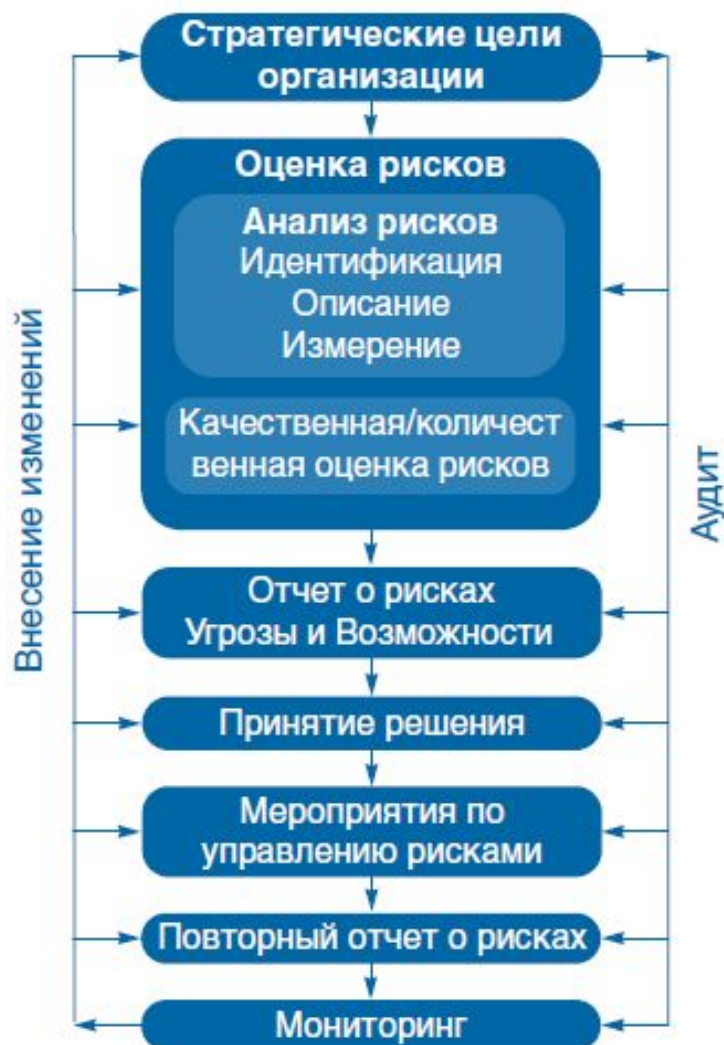 Стратегические цели
организации
Оценка рисков
Анализ рисков
Идентификация
Описание
Измерение
Качественная/количест
венная оценка рисков
Отчет о рисках
Угрозы и Возможности
Принятие решения
Мероприятия по
управлению рисками
Повторный отчет о рисках
Мониторинг
Внесение изменений
Аудит